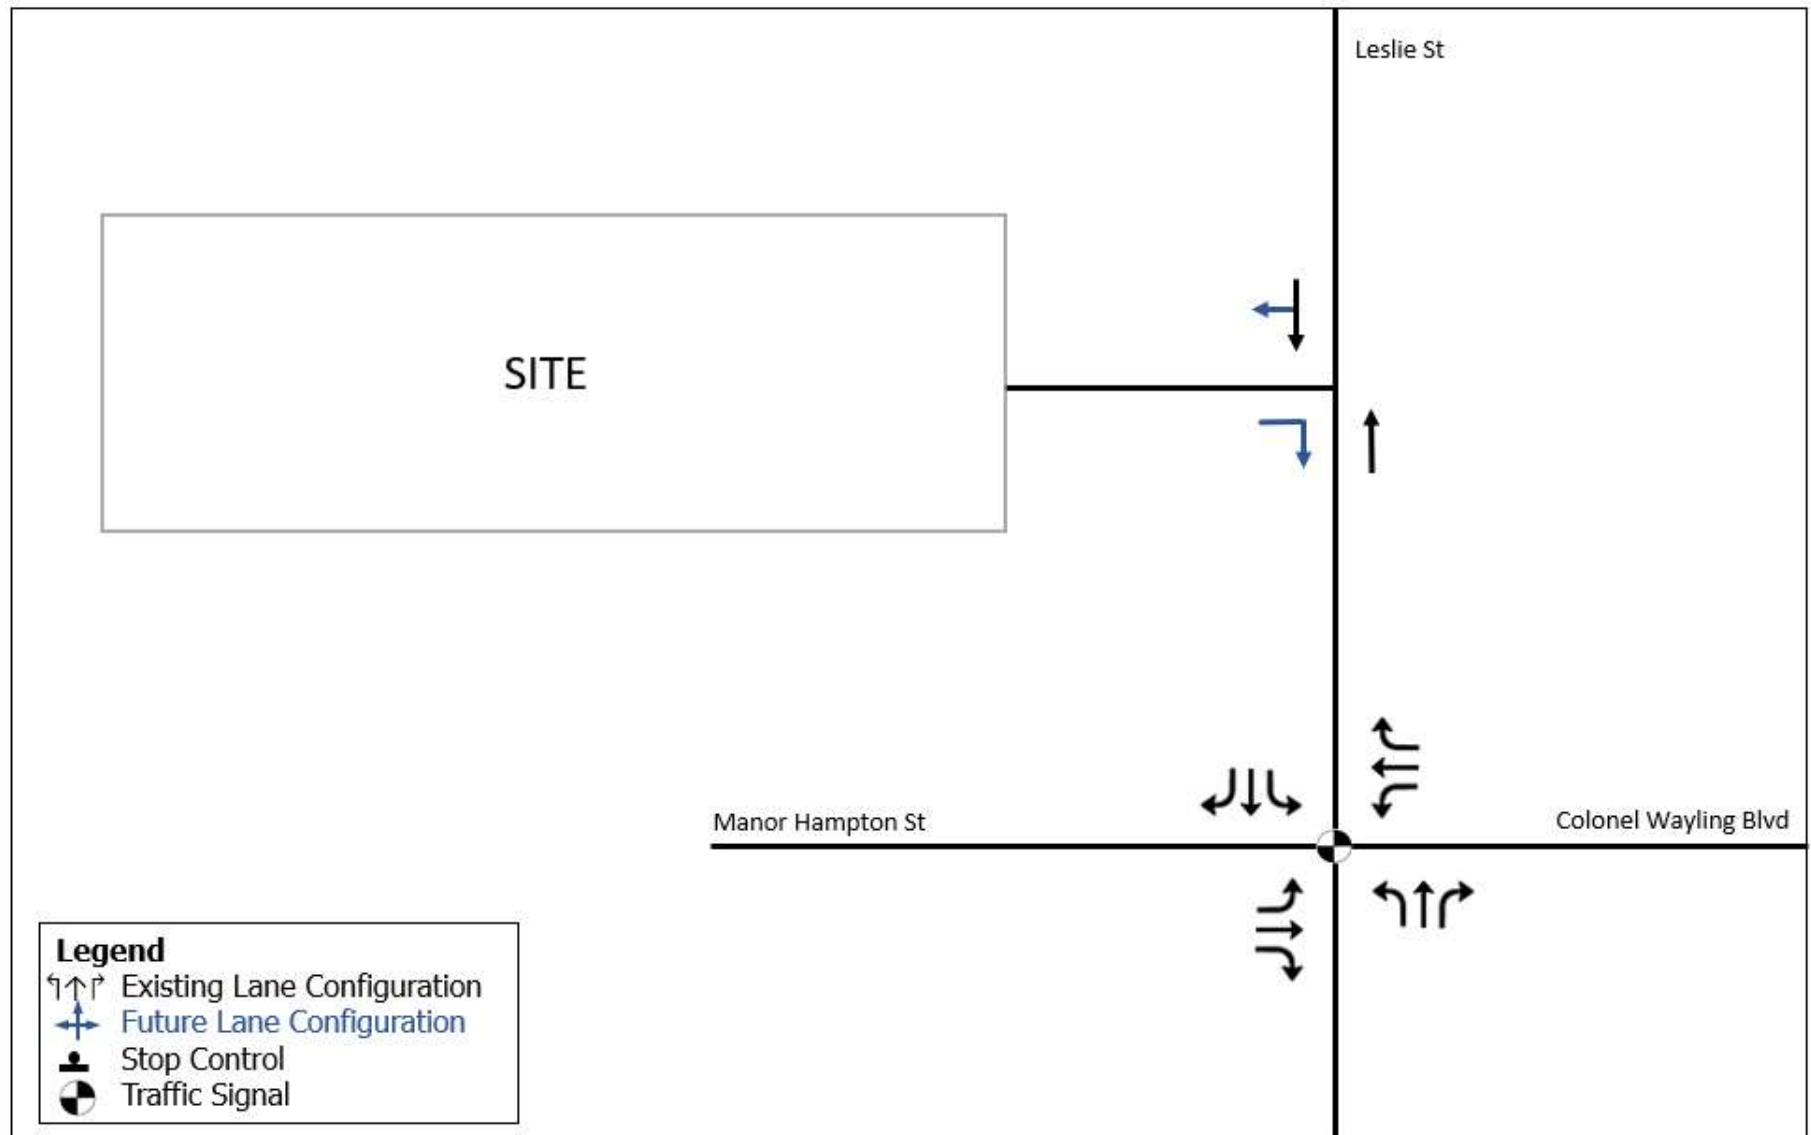 Leslie St
SITE
Manor Hampton St
Colonel Wayling Blvd
Legend
Existing Lane Configuration
Future Lane Configuration
Stop Control
Traffic Signal